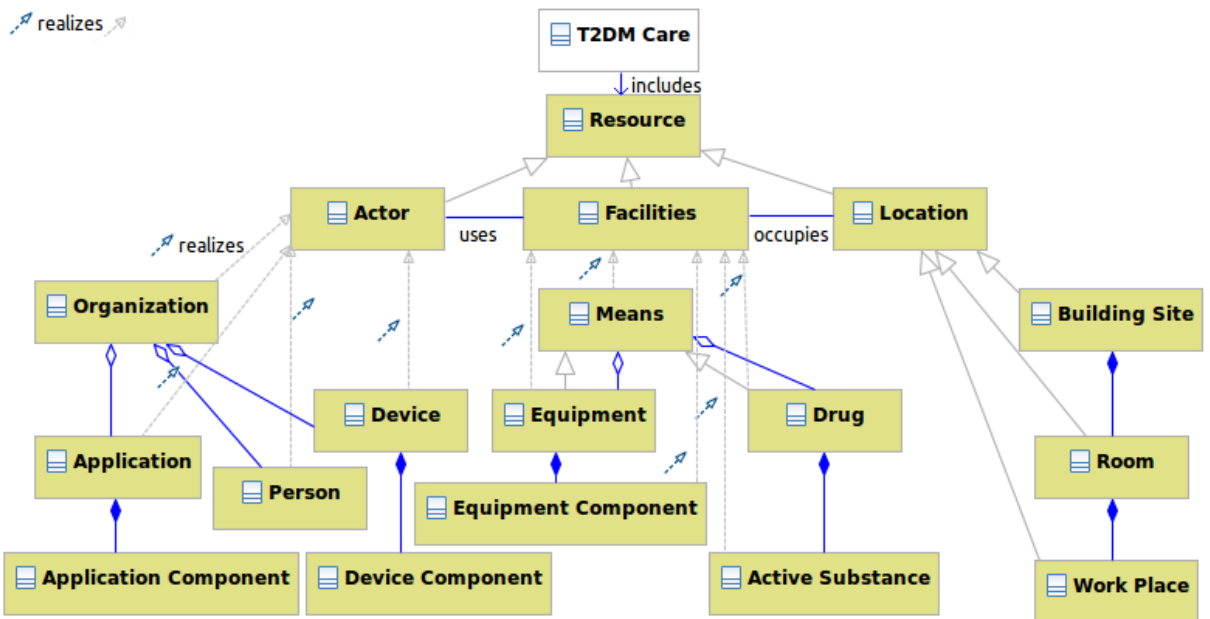 realizes
T2DM Care
includes
Resource
Actor
Facilities
Location
uses
occupies
realizes
Organization
Means
Building Site
Device
Equipment
Drug
Application
Room
Person
Equipment Component
Application Component
Device Component
Active Substance
Work Place